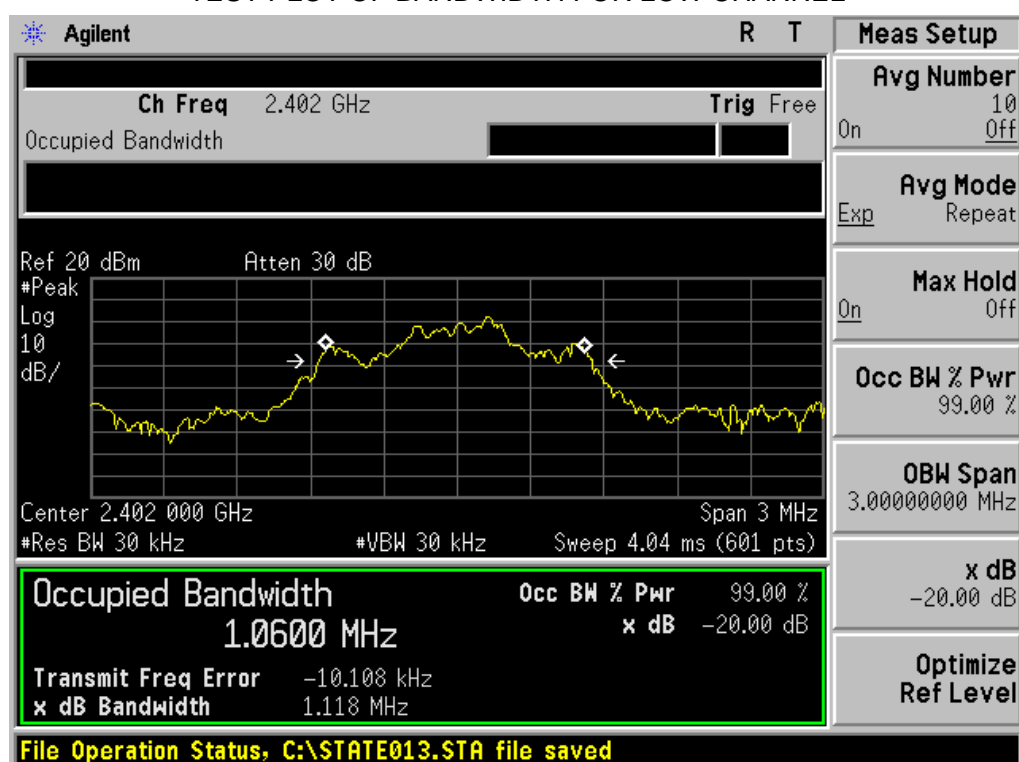 Agilent R T
Meas Setup
Ch Freq 2.402 GHz Trig Free
Occupied Bandwidth
Ref 20 dBm Atten 30 dB
#Peak
Log
10
dB/
Center 2.402 000 GHz Span 3 MHz
#Res BW 30 kHz #VBW 30 kHz Sweep 4.04 ms (601 pts)
Occupied Bandwidth
1.0600 MHz
Occ BW % Pwr 99.00 %
x dB -20.00 dB
Transmit Freq Error -10.108 kHz
x dB Bandwidth 1.118 MHz
File Operation Status, C:\STATE013.STA file saved
Avg Number
10
On Off
Avg Mode
Exp Repeat
Max Hold
On Off
Occ BW % Pwr
99.00 %
OBW Span
3.00000000 MHz
x dB
-20.00 dB
Optimize
Ref Level